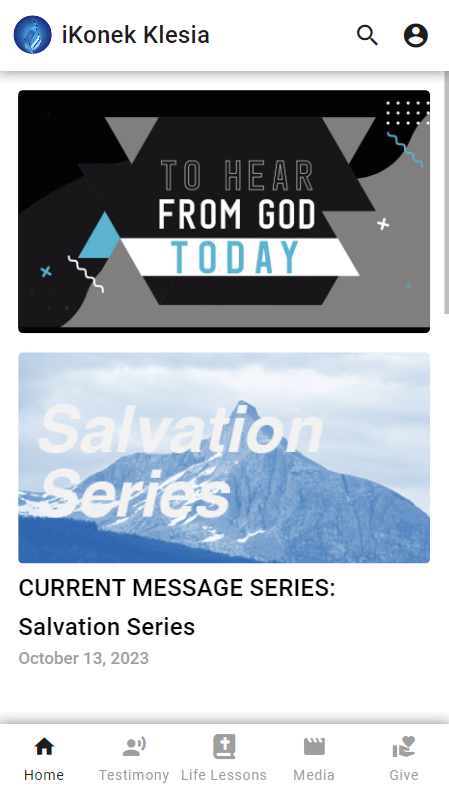 iKonek Klesia
TO HEAR
FROM GOD
TODAY
Salvation
Series
CURRENT MESSAGE SERIES:
Salvation Series
October 13, 2023
Home Testimony Life Lessons Media Give